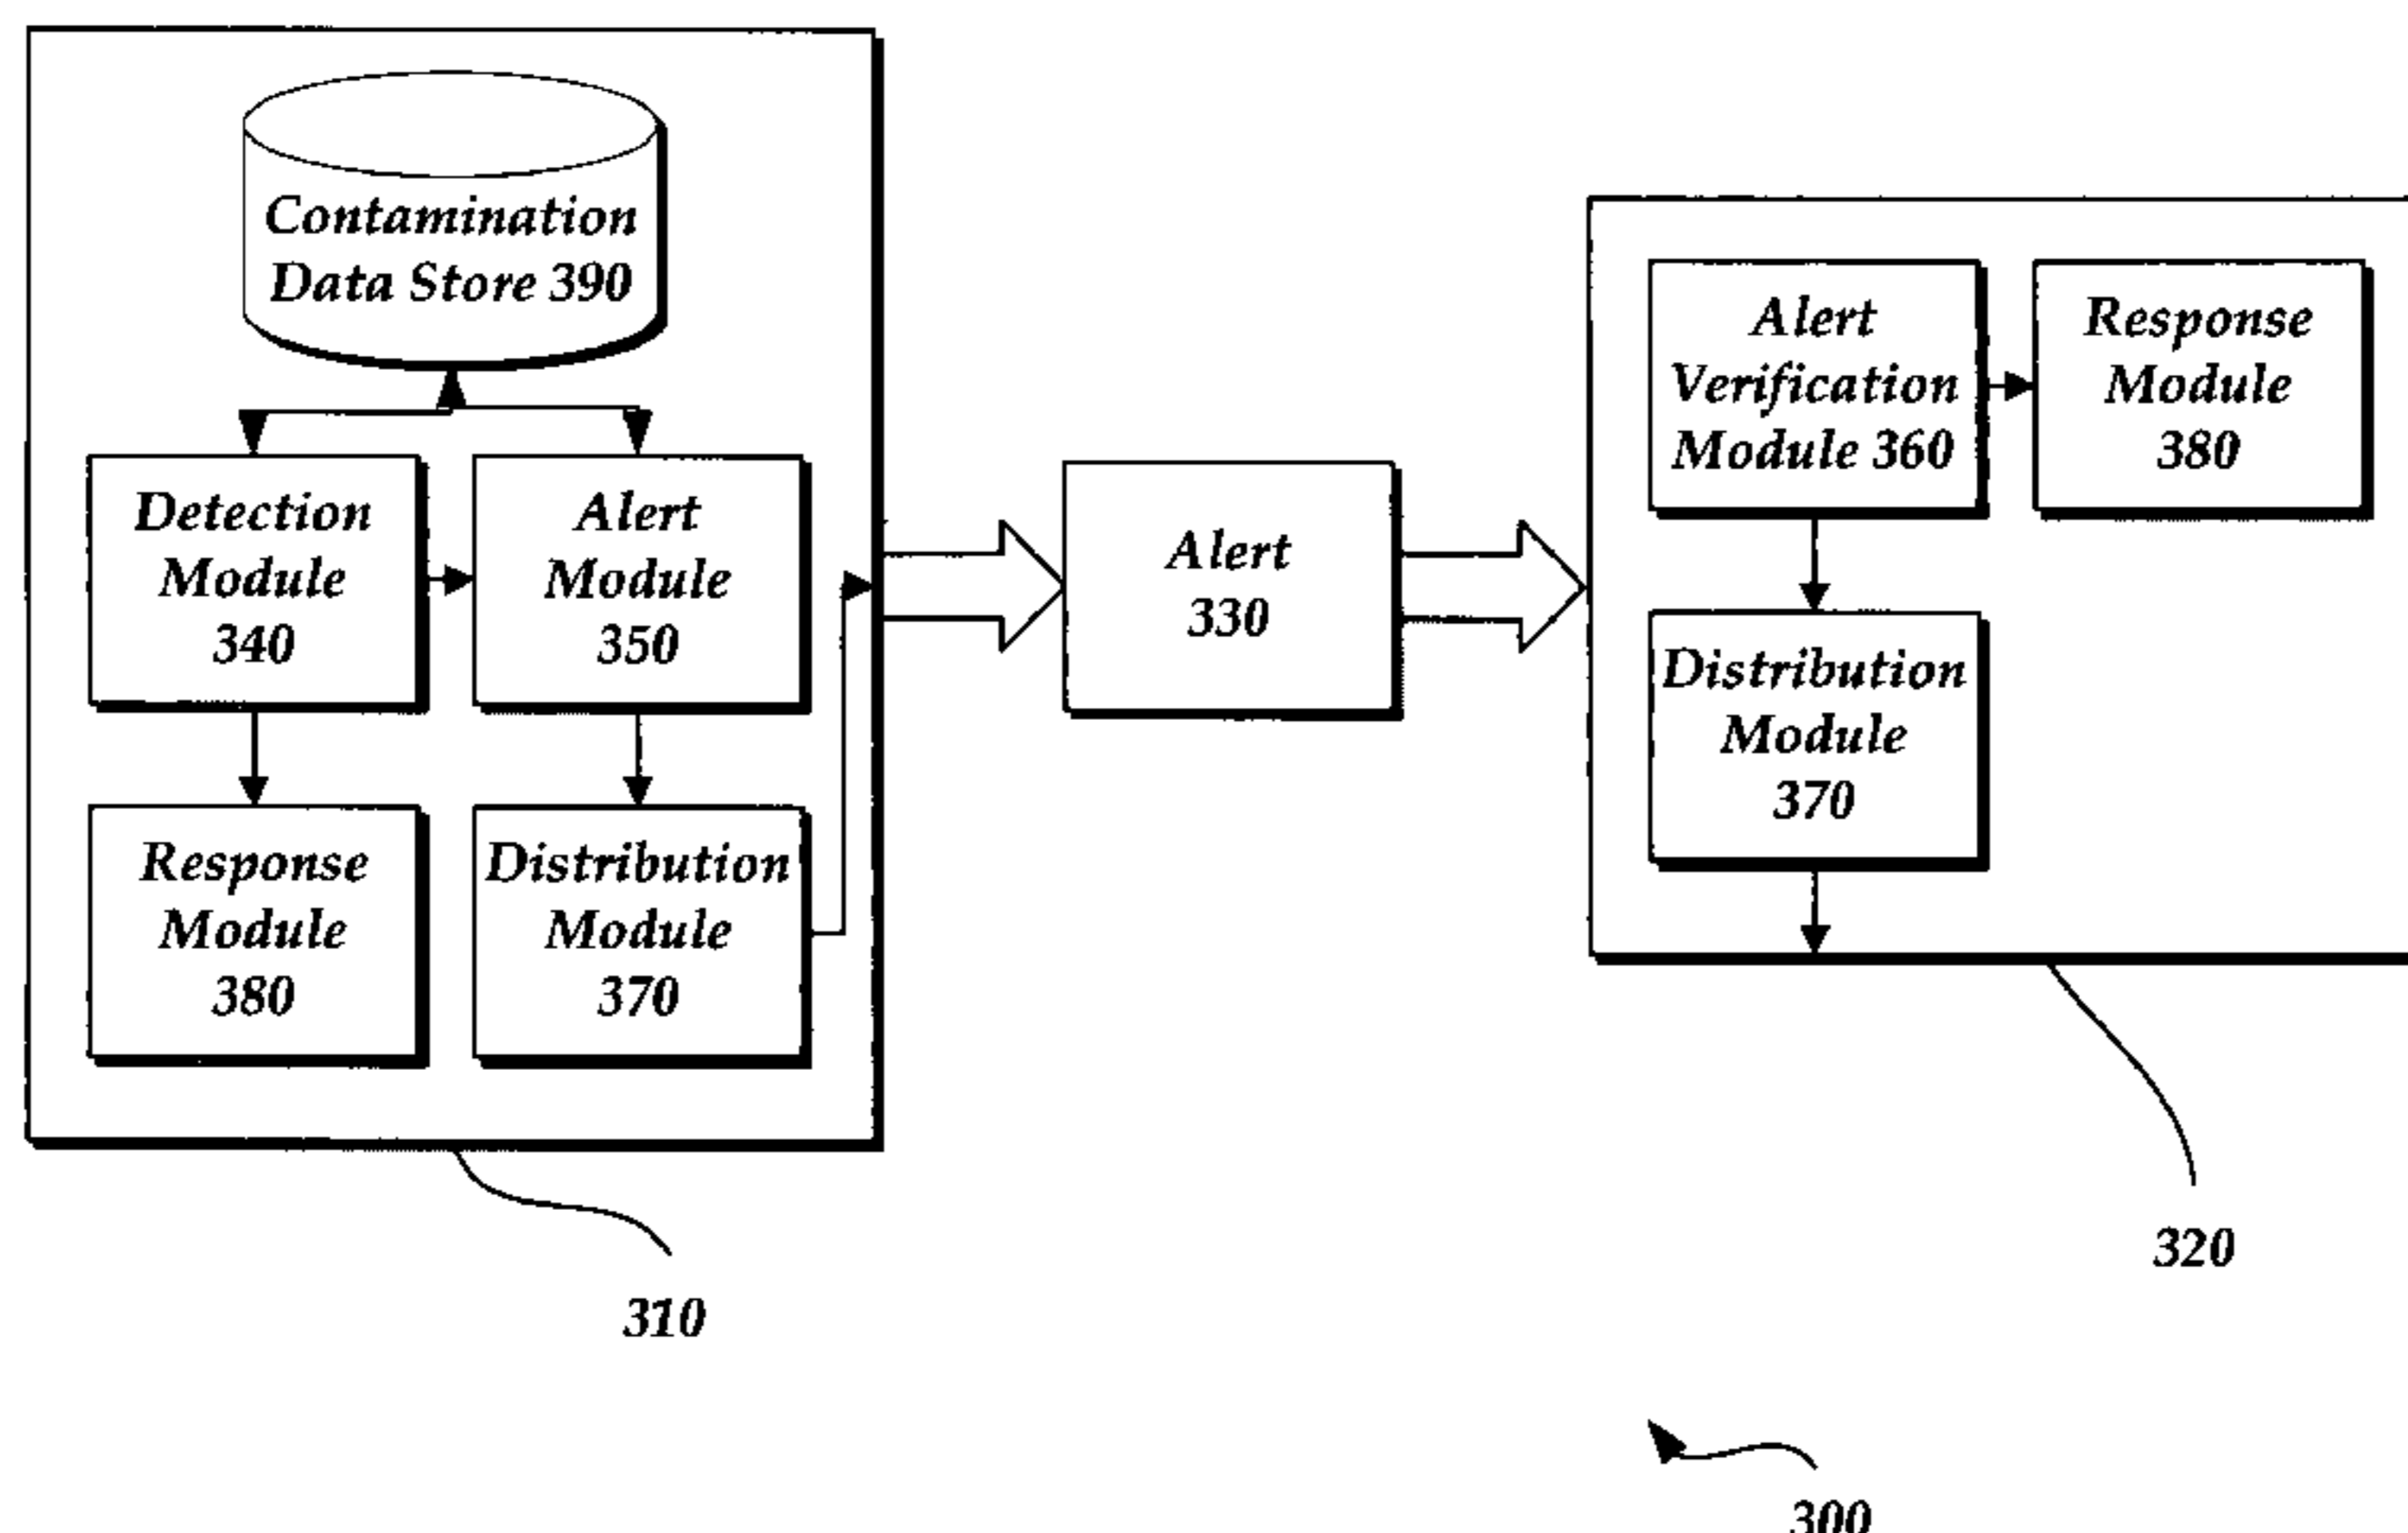 Contamination
Data Store 390
Detection
Module
340
Alert
Module
350
Response
Module
380
Distribution
Module
370
310
Alert
330
Alert
Verification
Module 360
Response
Module
380
Distribution
Module
370
320
300